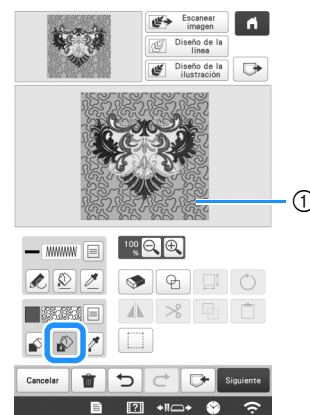 Escanear
imagen
Diseño de la
línea
Diseño de la
ilustración
1
100
%
Cancelar
Siguiente
?